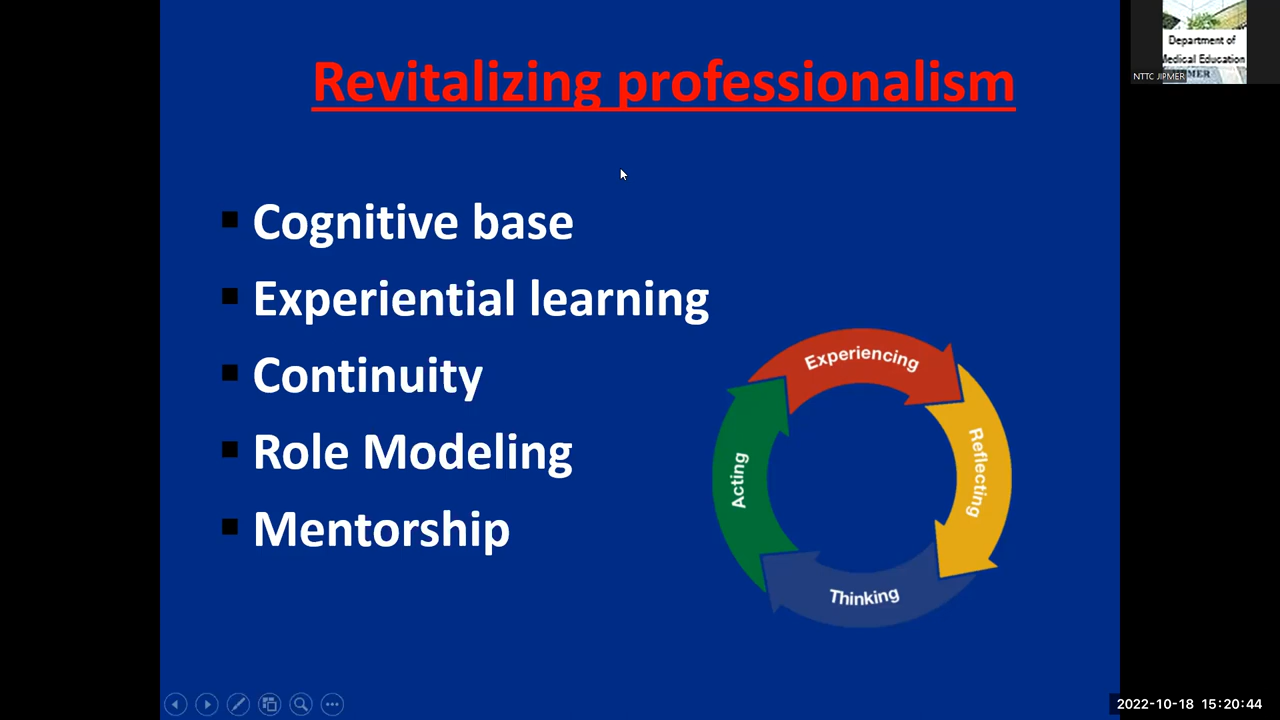 Revitalizing professionalism
Department of
Medical Education
NTTC JIPMER
Cognitive base
Experiential learning
Continuity
Role Modeling
Mentorship
Experiencing
Reflecting
Thinking
Acting
2022-10-18 15:20:44